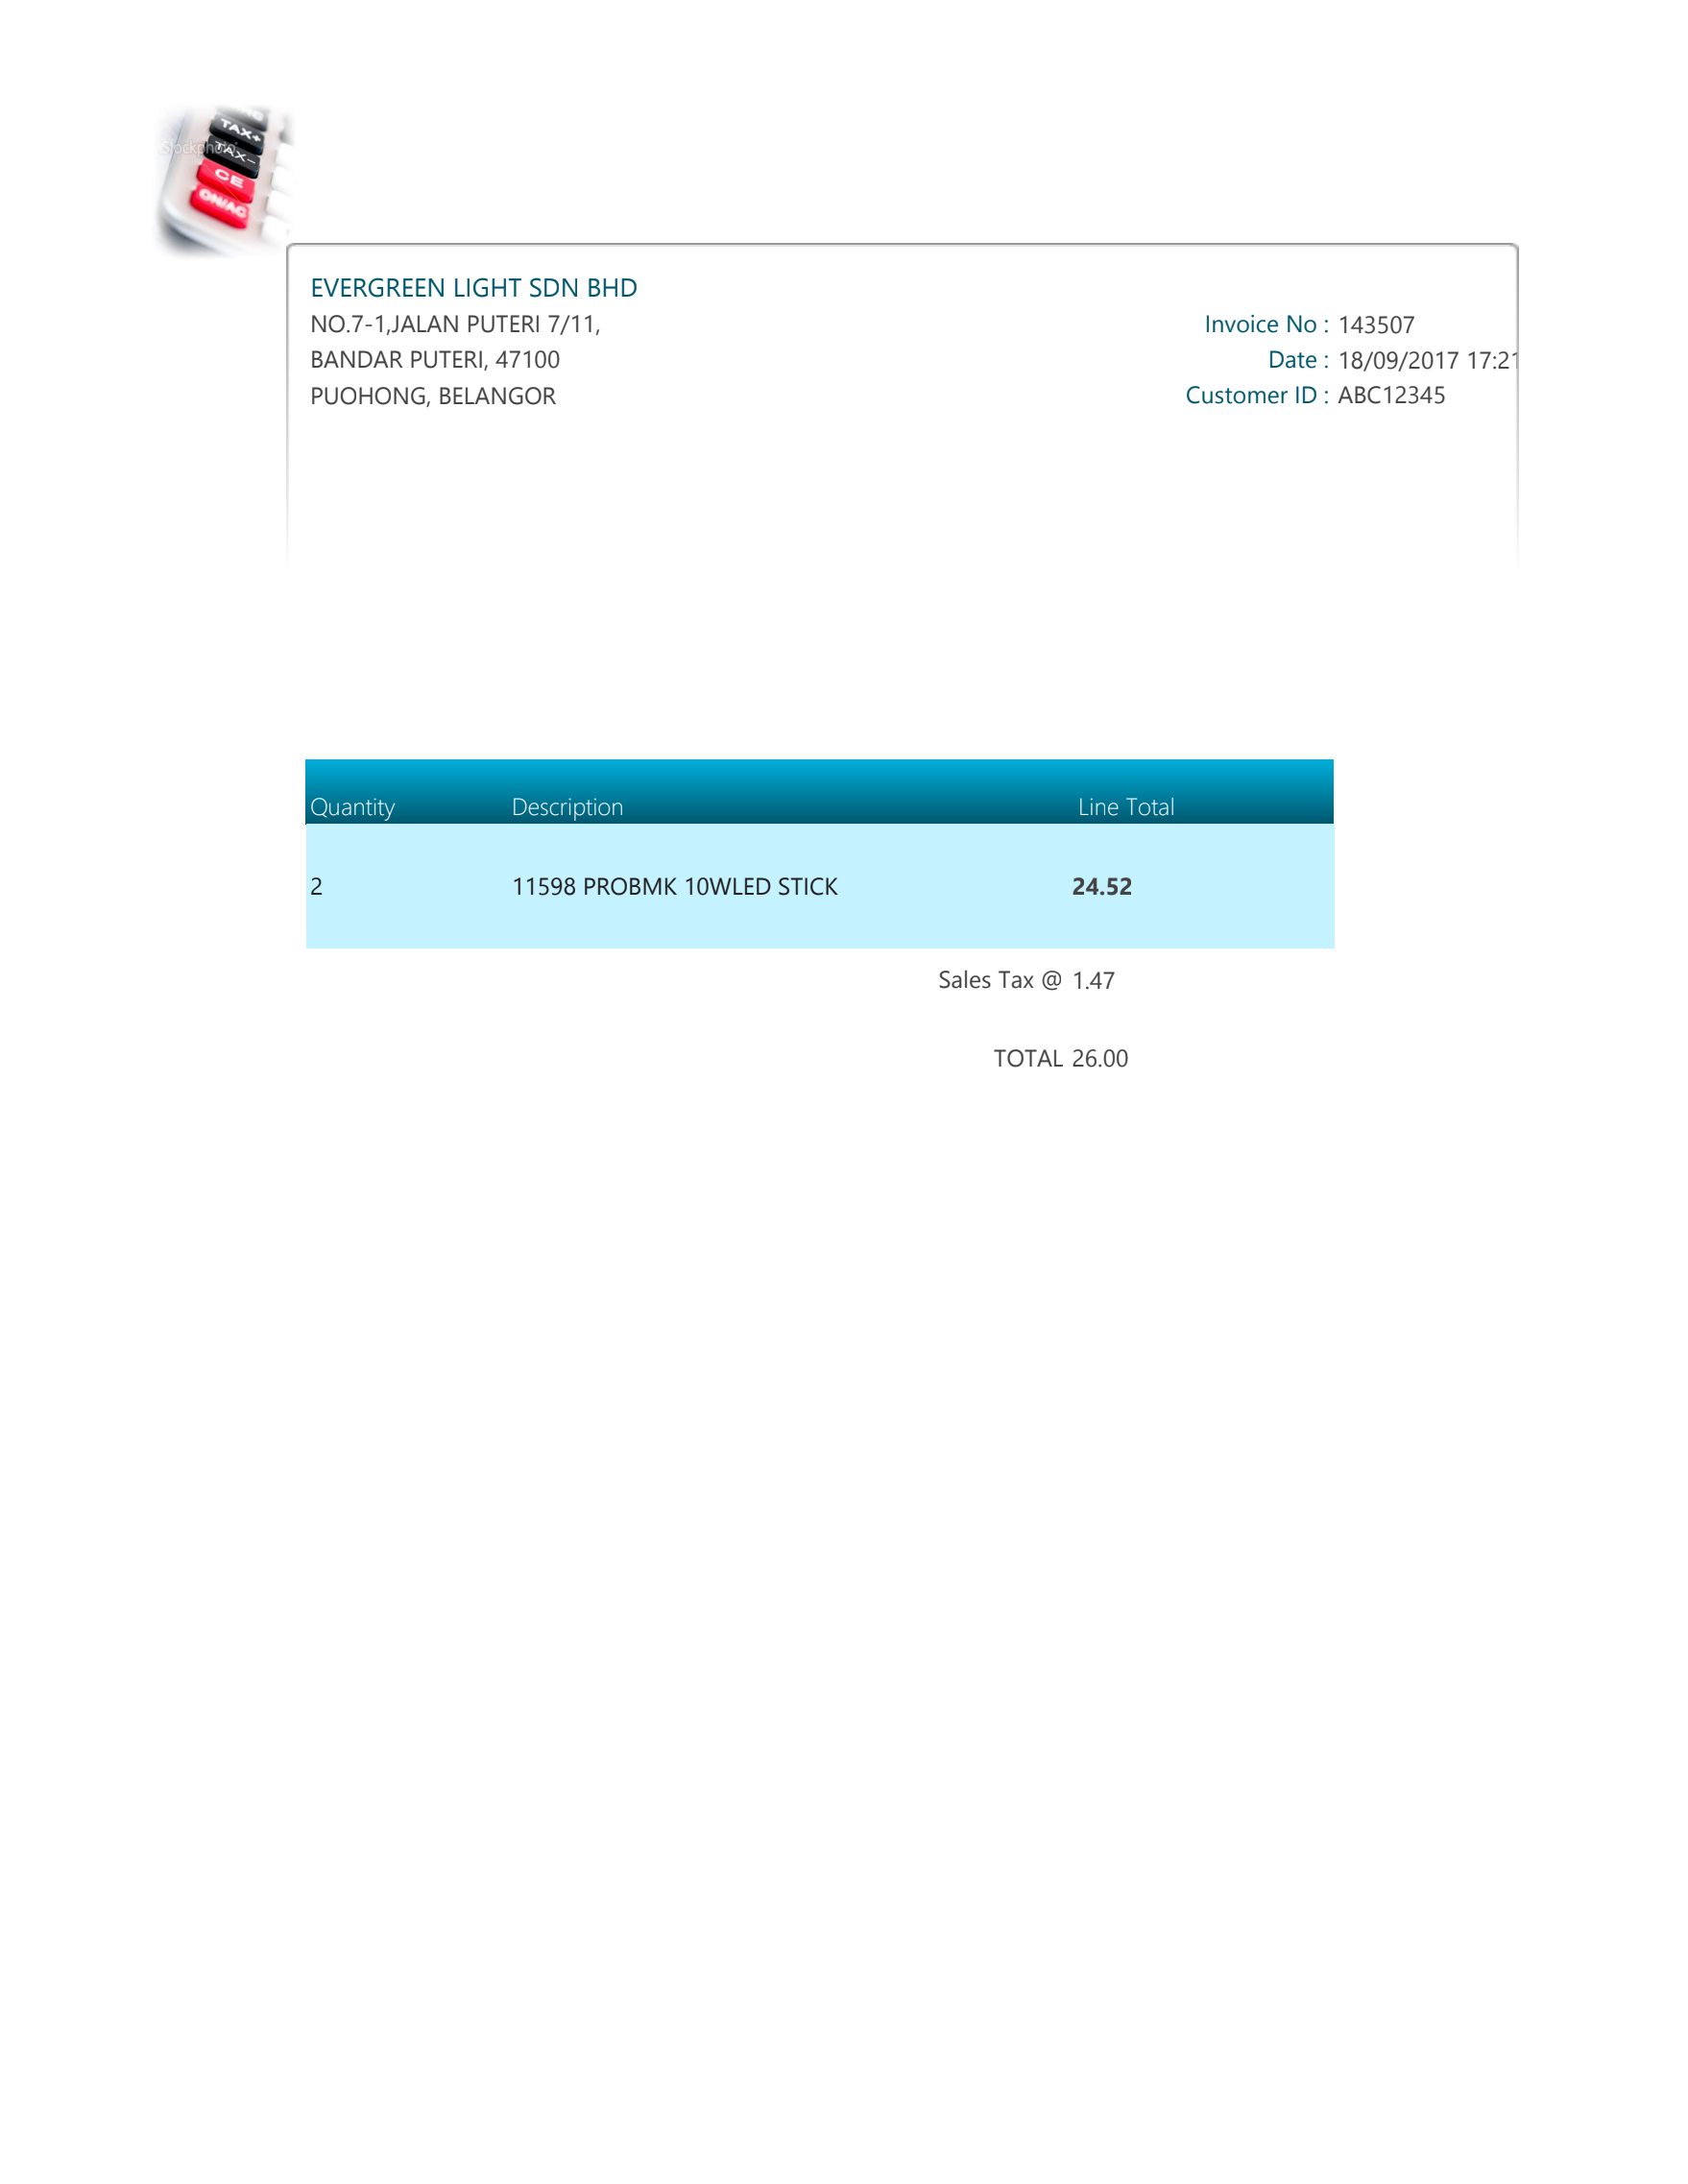 TAX+
TAX-
CE
ON/AC
EVERGREEN LIGHT SDN BHD
NO.7-1,JALAN PUTERI 7/11,
BANDAR PUTERI, 47100
PUOHONG, BELANGOR
Invoice No : 143507
Date : 18/09/2017 17:21
Customer ID : ABC12345
Quantity Description Line Total
2 11598 PROBMK 10WLED STICK 24.52
Sales Tax @ 1.47
TOTAL 26.00